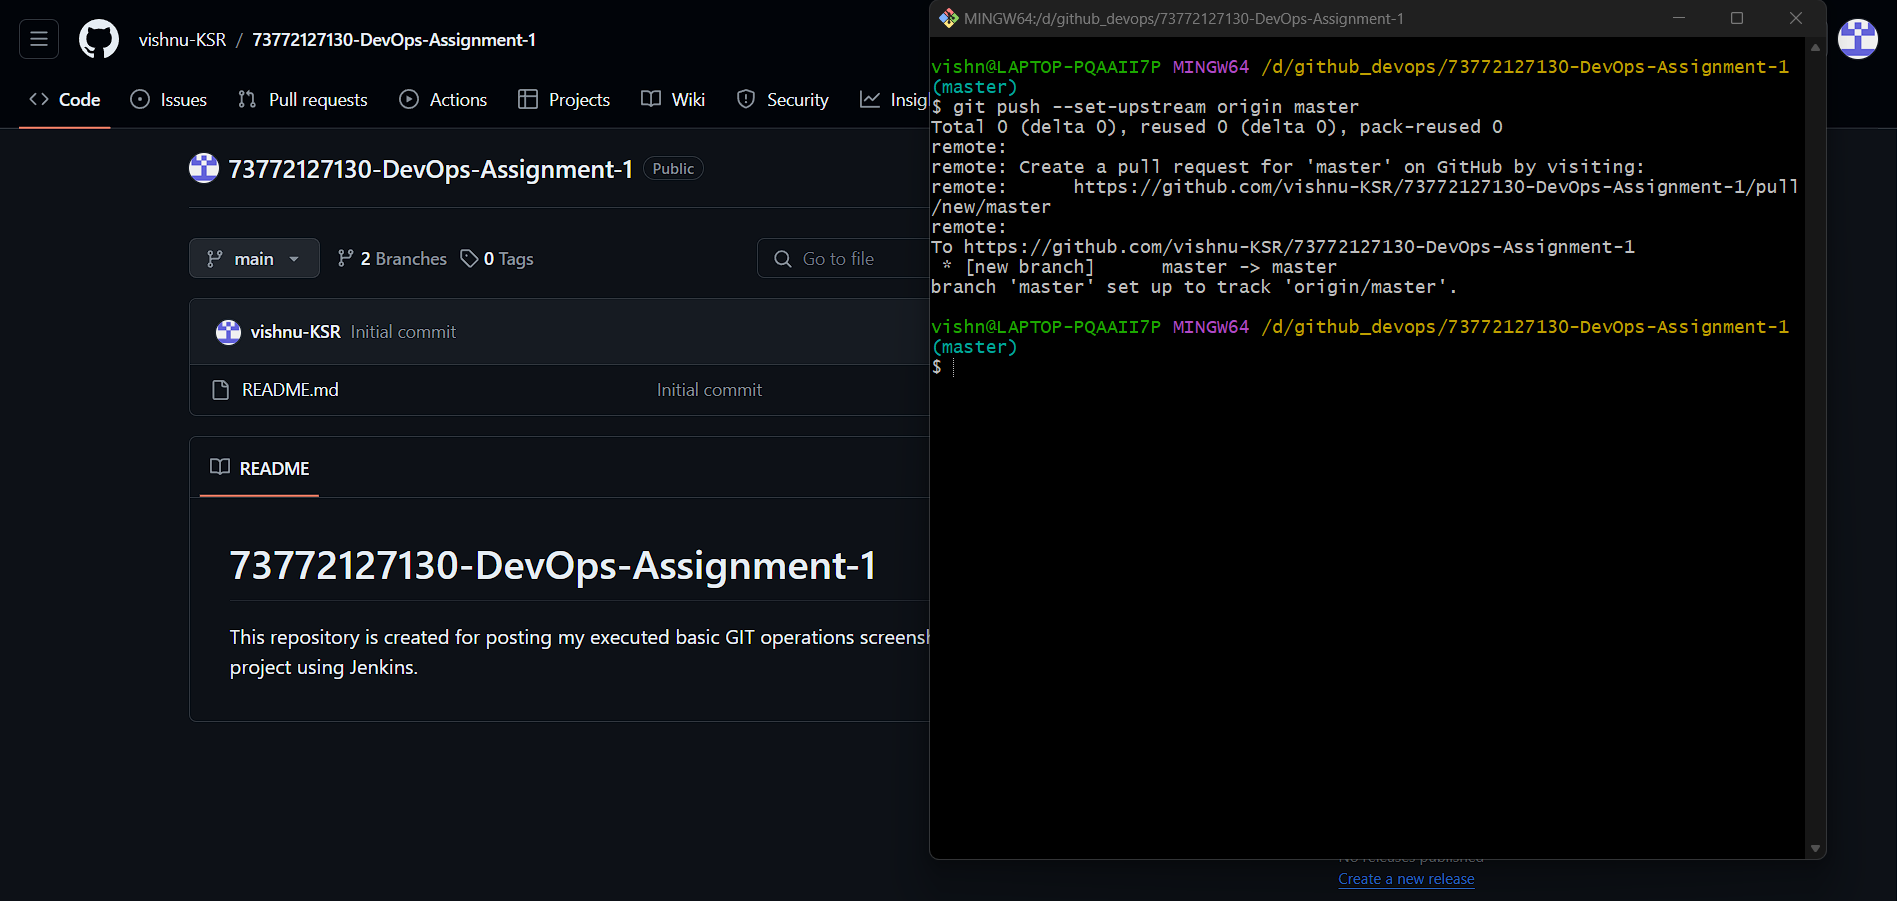 vishnu-KSR / 73772127130-DevOps-Assignment-1
Code Issues Pull requests Actions Projects Wiki Security
73772127130-DevOps-Assignment-1 Public
main 2 Branches 0 Tags Go to file
vishnu-KSR Initial commit
README.md Initial commit
README
73772127130-DevOps-Assignment-1
This repository is created for posting my executed basic GIT operations
project using Jenkins.
MINGW64:/d/github_devops/73772127130-DevOps-Assignment-1
vishn@LAPTOP-PQAAII7P MINGW64 /d/github_devops/73772127130-DevOps-Assignment-1
(master)
$ git push --set-upstream origin master
Total 0 (delta 0), reused 0 (delta 0), pack-reused 0
remote:
remote: Create a pull request for 'master' on GitHub by visiting:
remote:      https://github.com/vishnu-KSR/73772127130-DevOps-Assignment-1/pull
/new/master
remote:
To https://github.com/vishnu-KSR/73772127130-DevOps-Assignment-1
 * [new branch]      master -> master
branch 'master' set up to track 'origin/master'.
vishn@LAPTOP-PQAAII7P MINGW64 /d/github_devops/73772127130-DevOps-Assignment-1
(master)
$
No releases published
Create a new release